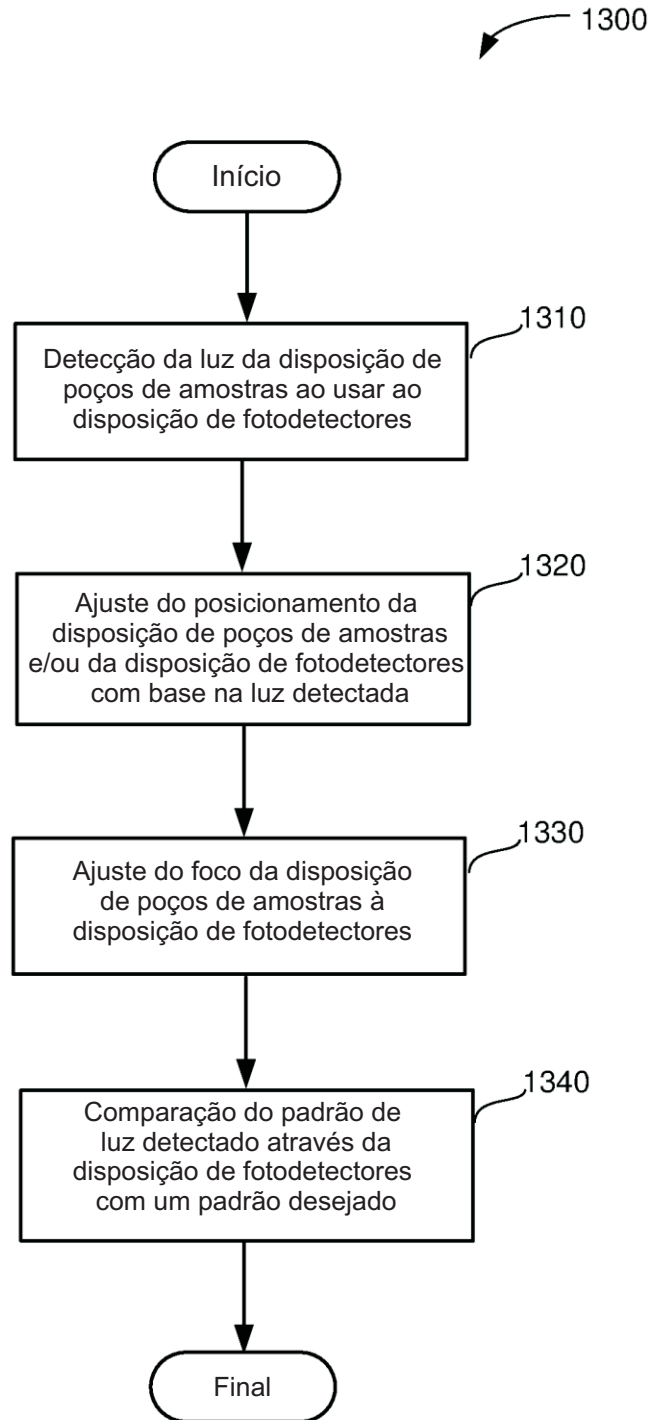 1300
Início
1310
Detecção da luz da disposição de
poços de amostras ao usar ao
disposição de fotodetectores
1320
Ajuste do posicionamento da
disposição de poços de amostras
e/ou da disposição de fotodetectores
com base na luz detectada
1330
Ajuste do foco da disposição
de poços de amostras à
disposição de fotodetectores
1340
Comparação do padrão de
luz detectado através da
disposição de fotodetectores
com um padrão desejado
Final